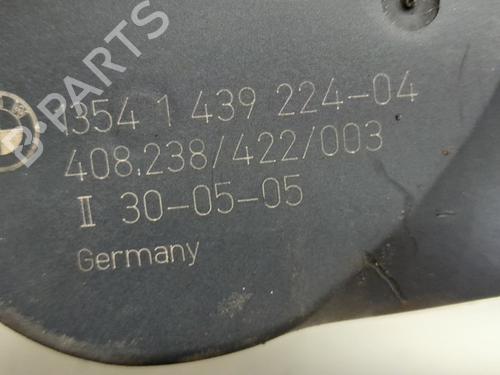 B-PARTS
1354 1 439 224-04
408.238/422/003
II 30-05-05
Germany